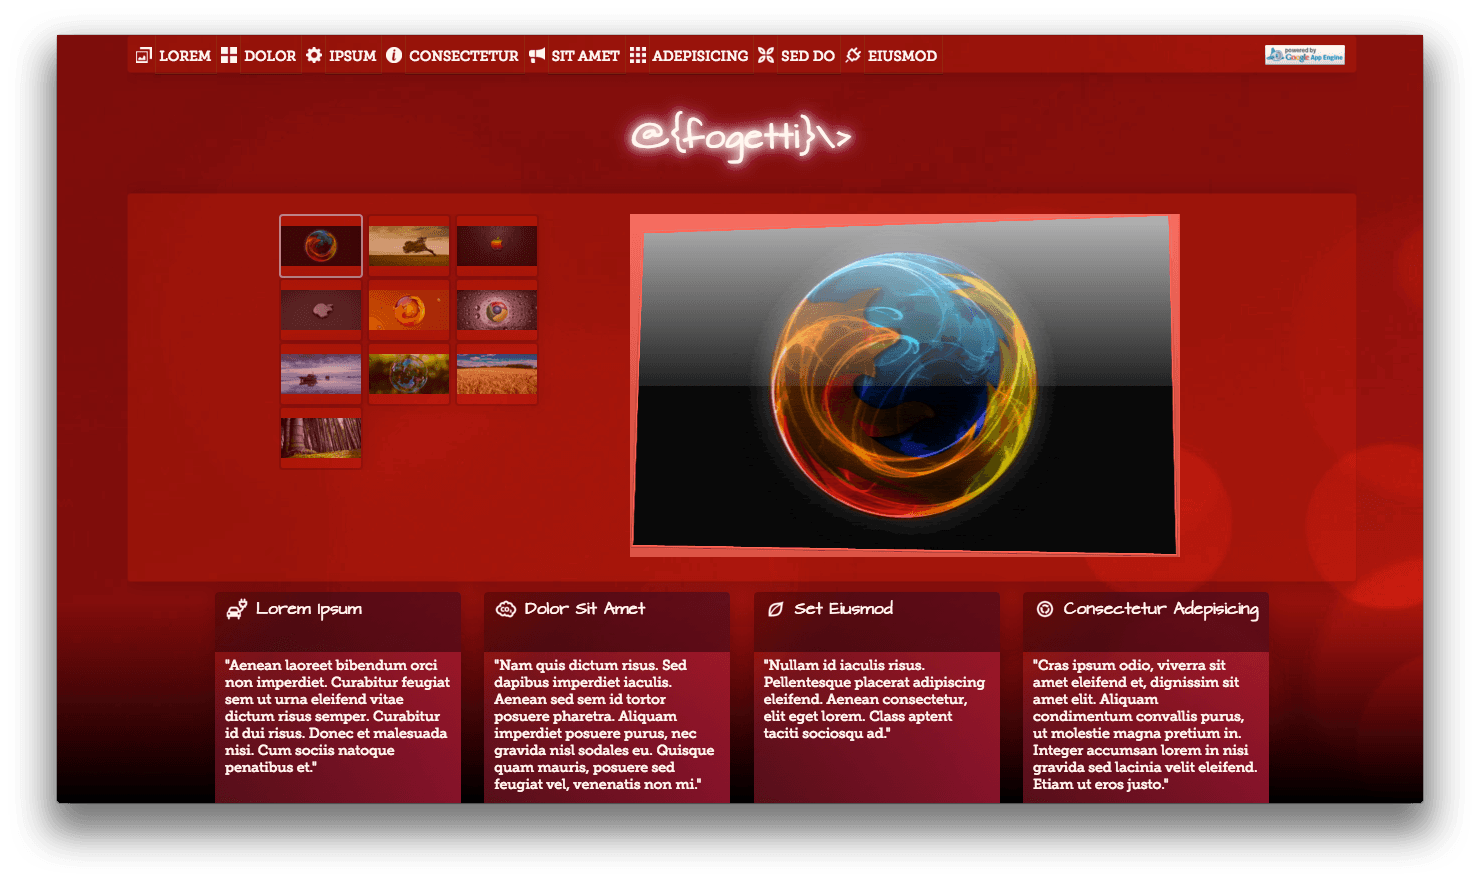 LOREM DOLOR IPSUM CONSECTETUR SIT AMET ADEPISICING SED DO EIUSMOD
powered by
Google App Engine
@{fogetti}\>
Lorem Ipsum
"Aenean laoreet bibendum orci
non imperdiet. Curabitur feugiat
sem ut urna eleifend vitae
dictum risus semper. Curabitur
id dui risus. Donec et malesuada
nisi. Cum sociis natoque
penatibus et."
Dolor Sit Amet
"Nam quis dictum risus. Sed
dapibus imperdiet iaculis.
Aenean sed sem id tortor
posuere pharetra. Aliquam
imperdiet posuere purus, nec
gravida nisl sodales eu. Quisque
quam mauris, posuere sed
feugiat vel, venenatis non mi."
Set Eiusmod
"Nullam id iaculis risus.
Pellentesque placerat adipiscing
eleifend. Aenean consectetur,
elit eget lorem. Class aptent
taciti sociosqu ad."
Consectetur Adepisicing
"Cras ipsum odio, viverra sit
amet eleifend et, dignissim sit
amet elit. Aliquam
condimentum convallis purus,
ut molestie magna pretium in.
Integer accumsan lorem in nisi
gravida sed lacinia velit eleifend.
Etiam ut eros justo."